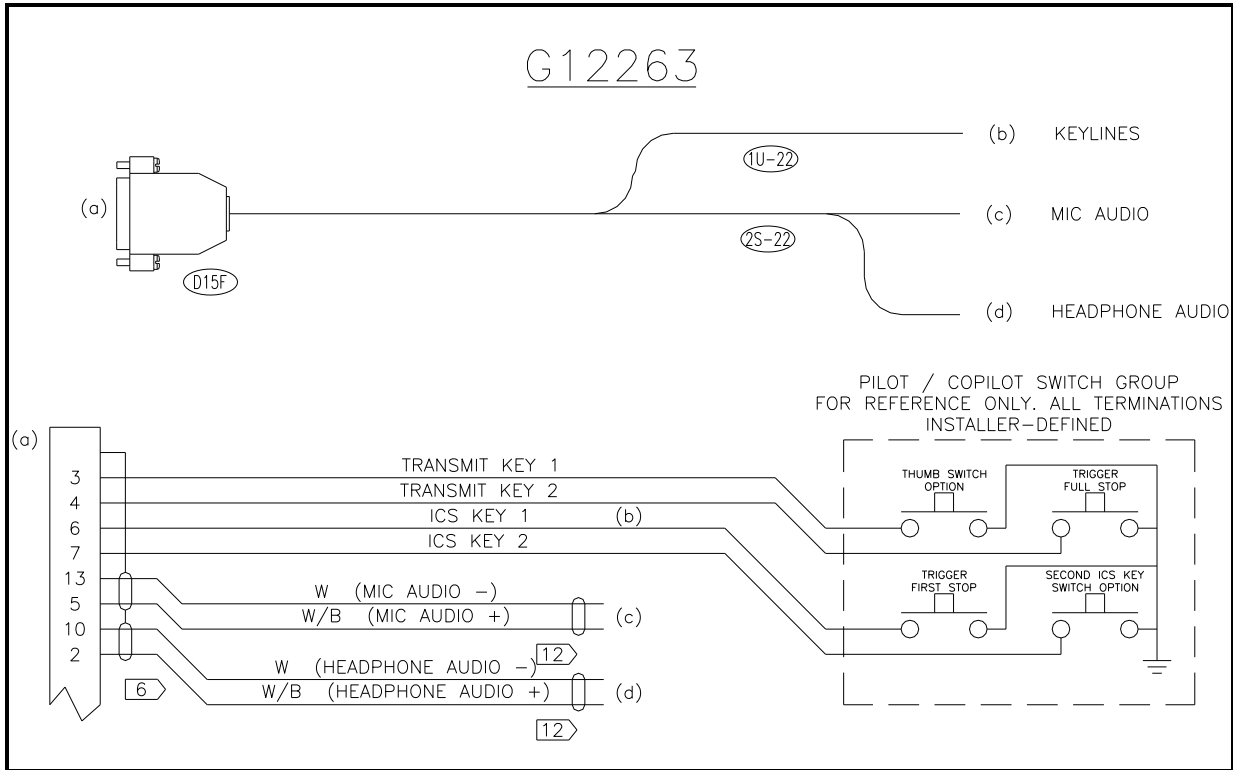 G12263
(b) KEYLINES
1U-22
(a)
(c) MIC AUDIO
2S-22
D15F
(d) HEADPHONE AUDIO
PILOT / COPILOT SWITCH GROUP
FOR REFERENCE ONLY. ALL TERMINATIONS
INSTALLER-DEFINED
(a)
3 TRANSMIT KEY 1
4 TRANSMIT KEY 2
6 ICS KEY 1 (b)
7 ICS KEY 2
13 W (MIC AUDIO -)
5 W/B (MIC AUDIO +) (c)
10 W (HEADPHONE AUDIO -) 12
2 W/B (HEADPHONE AUDIO +) (d)
6
12
THUMB SWITCH
OPTION
TRIGGER
FULL STOP
TRIGGER
FIRST STOP
SECOND ICS KEY
SWITCH OPTION